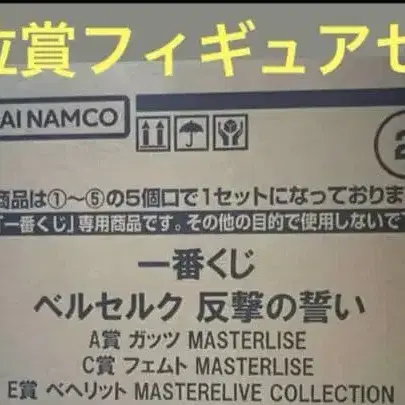 位賞フィギュアセ
AI NAMCO
2
商品は①〜⑥の5個口で1セットになっておりま
「一番くじ」専用商品です。その他の目的で使用しないで
一番くじ
ベルセルク 反撃の誓い
A賞 ガッツ MASTERLISE
C賞 フェムト MASTERLISE
E賞 ベヘリット MASTERELIVE COLLECTION